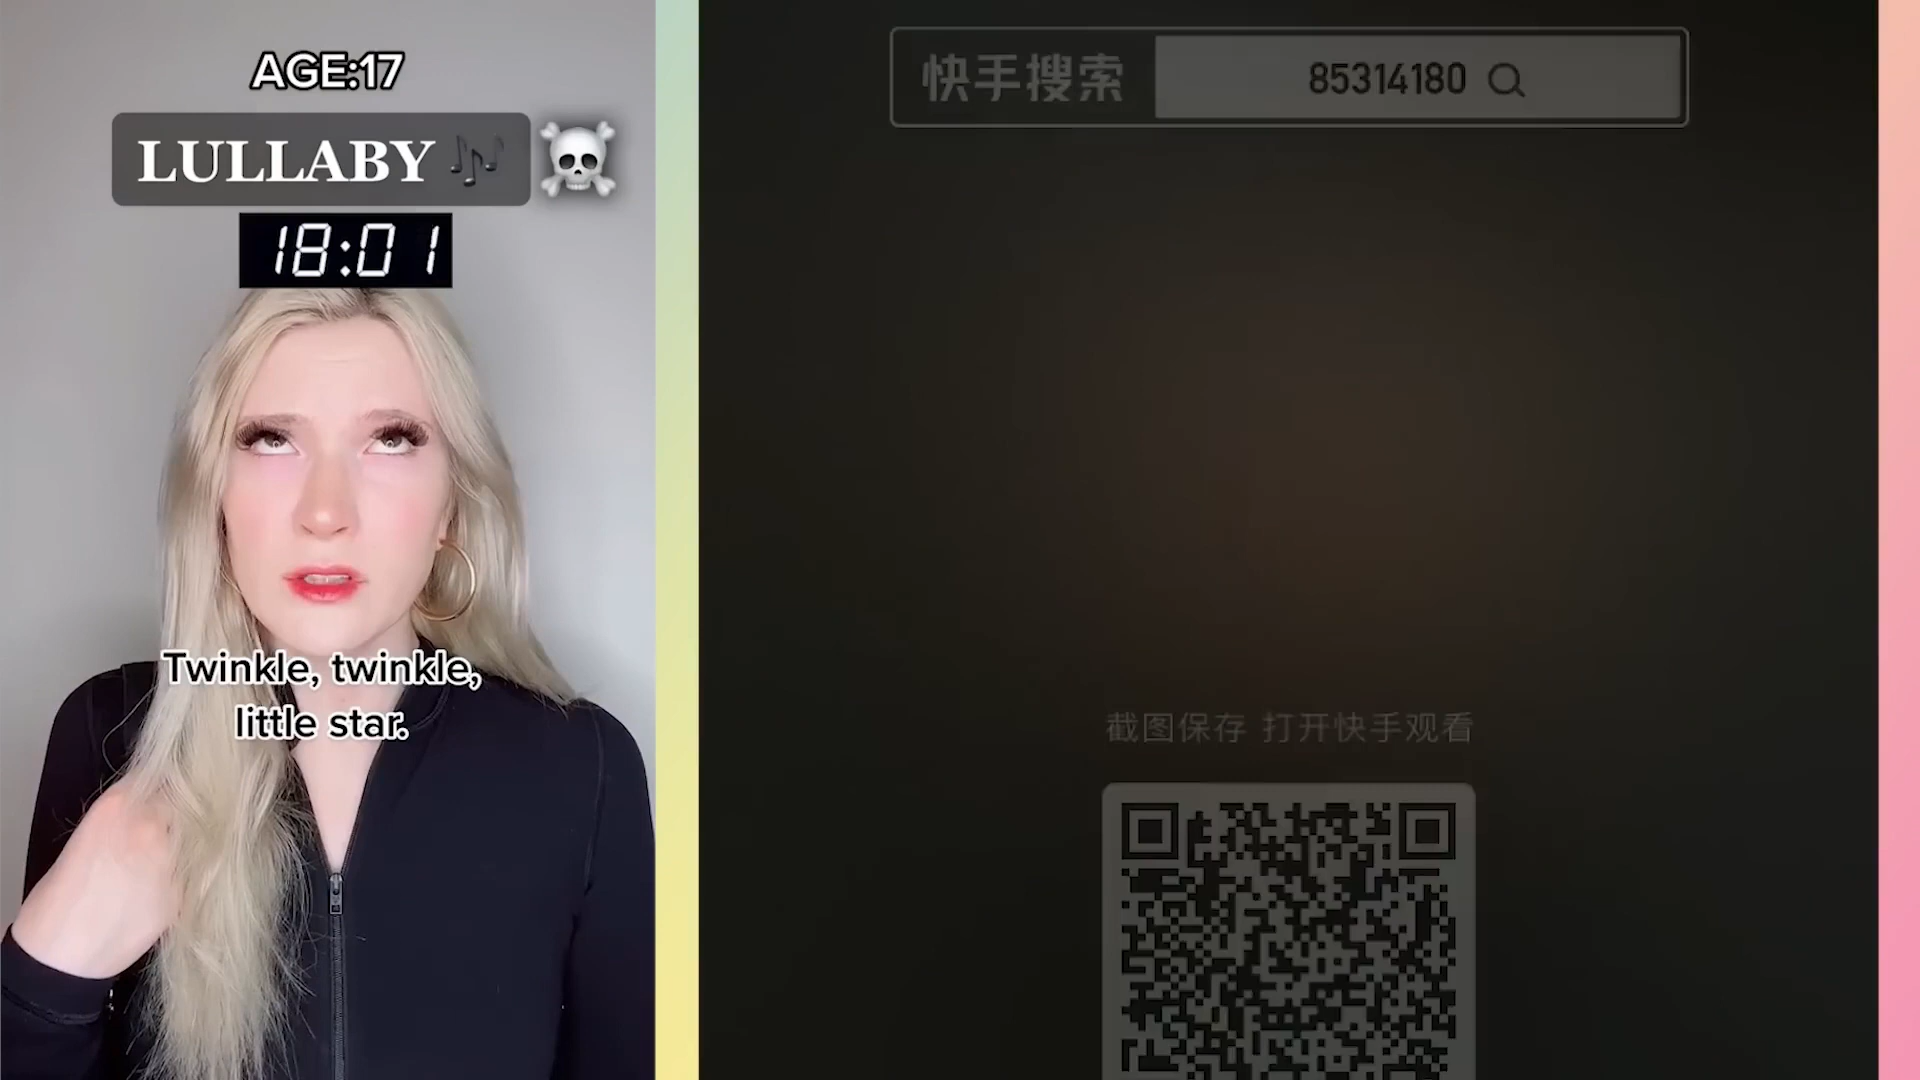 AGE:17
LULLABY
18:01
Twinkle, twinkle,
little star.
快手搜索 85314180
截图保存 打开快手观看